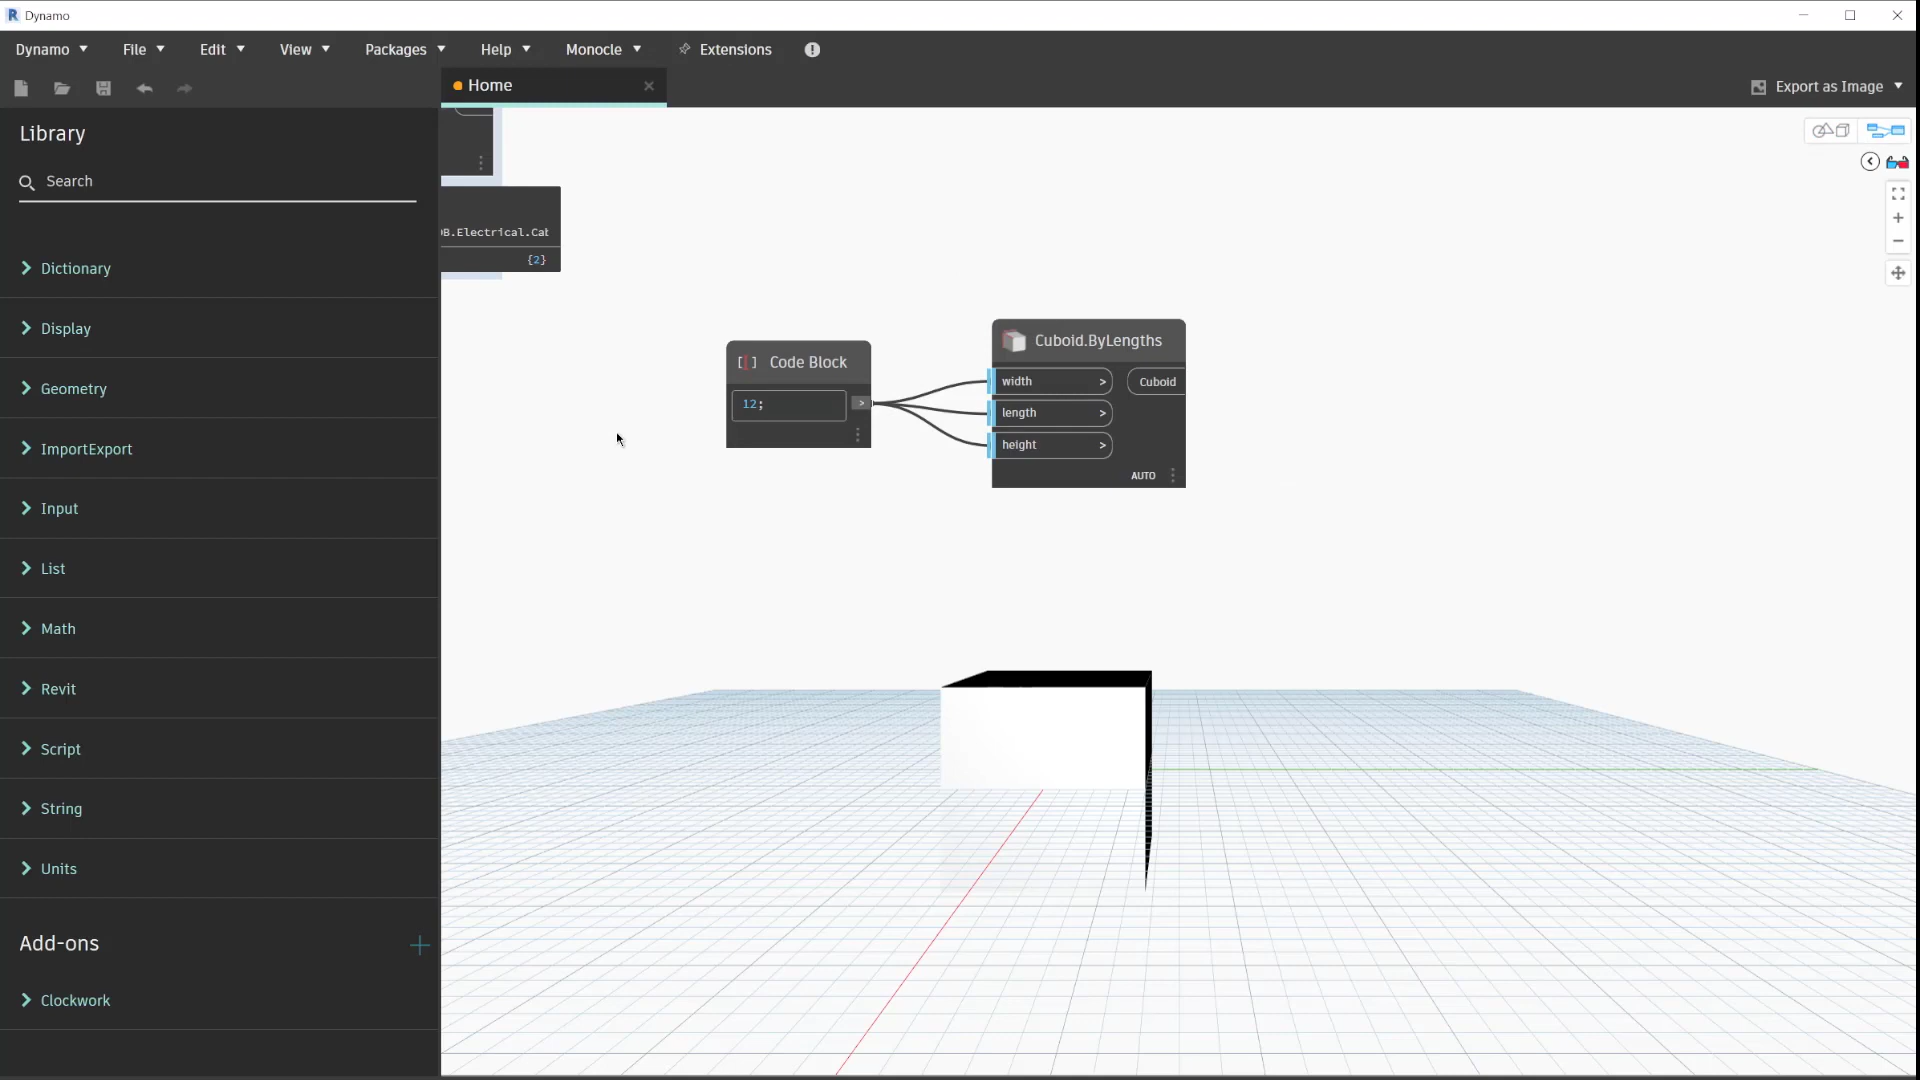 Dynamo
Dynamo File Edit View Packages Help Monocle Extensions
Home
Export as Image
Library
Search
Dictionary
Display
Geometry
ImportExport
Input
List
Math
Revit
Script
String
Units
Add-ons
Clockwork
B.Electrical.Cat
{2}
Code Block
12;
>
Cuboid.ByLengths
width > Cuboid
length >
height >
AUTO